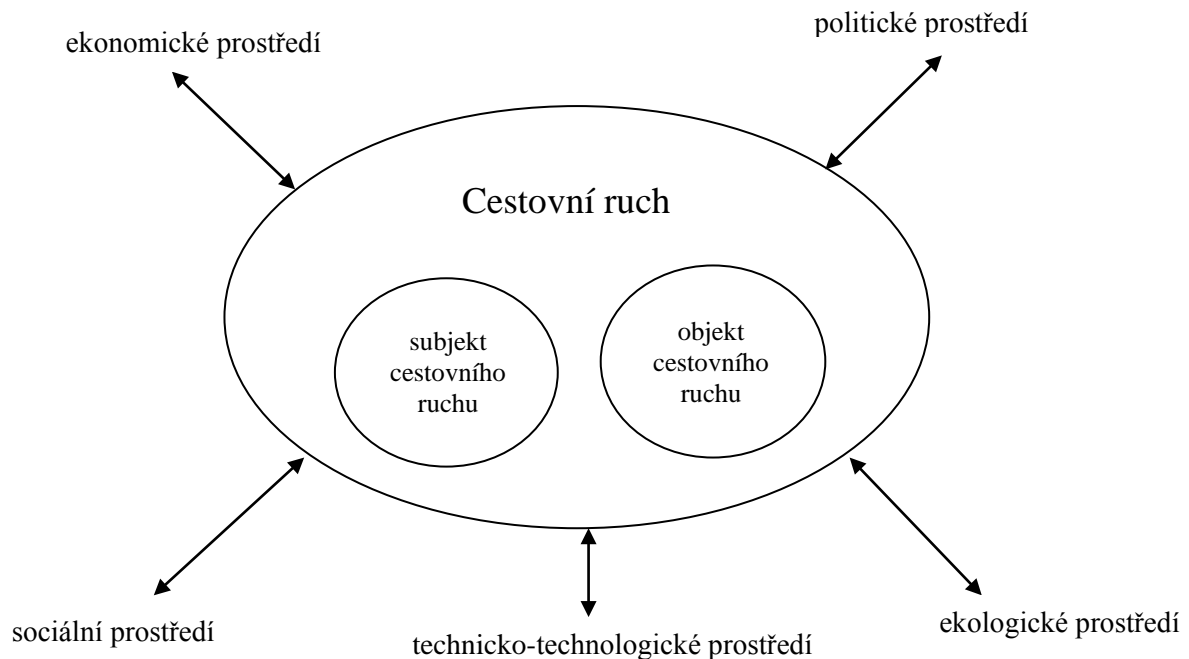 ekonomické prostředí
politické prostředí
Cestovní ruch
subjekt
cestovního
ruchu
objekt
cestovního
ruchu
sociální prostředí
technicko-technologické prostředí
ekologické prostředí